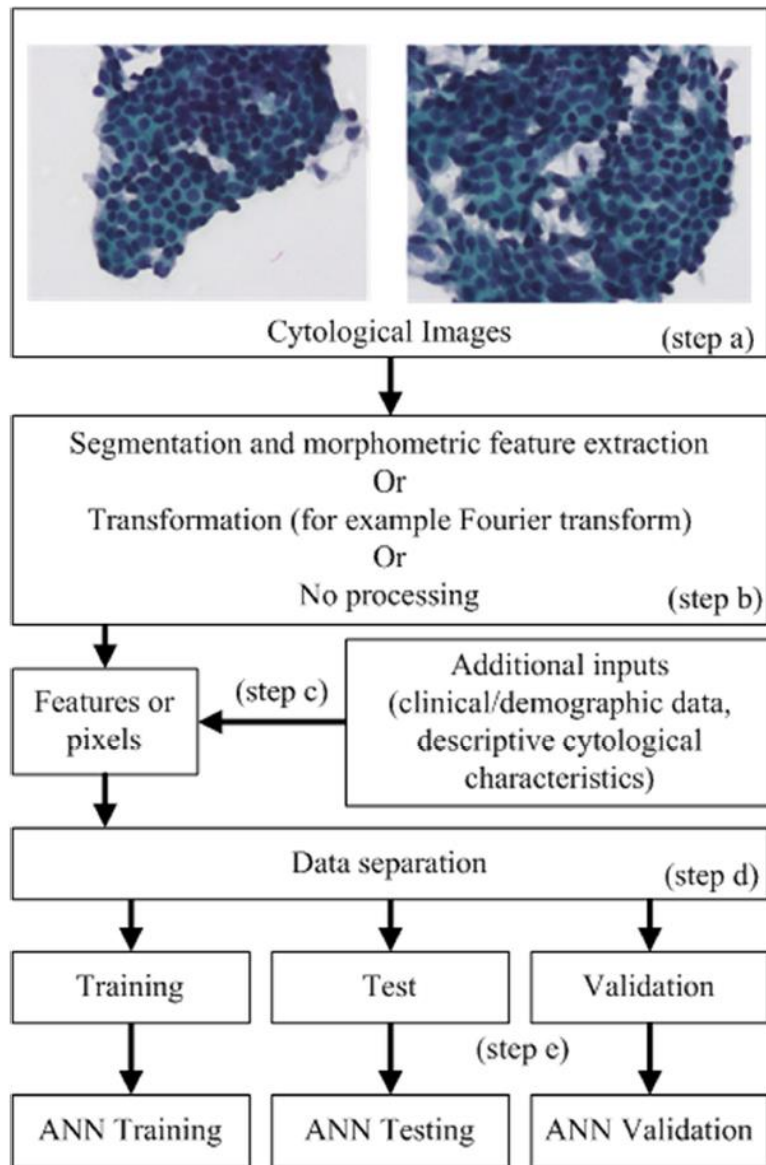 Cytological Images
(step a)
Segmentation and morphometric feature extraction
Or
Transformation (for example Fourier transform)
Or
No processing
(step b)
Features or
pixels
(step c)
Additional inputs
(clinical/demographic data,
descriptive cytological
characteristics)
Data separation
(step d)
Training
Test
Validation
(step e)
ANN Training
ANN Testing
ANN Validation